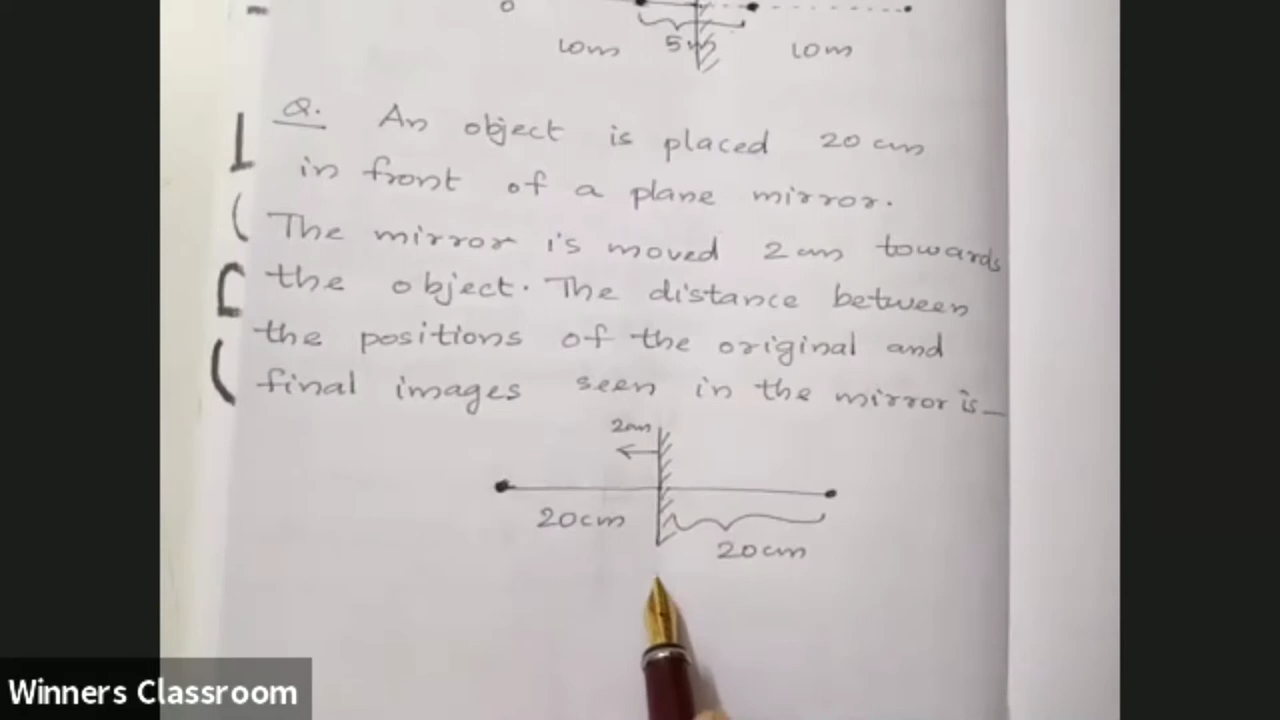 0
10m 5m 10m
Q. An object is placed 20 cm
in front of a plane mirror.
The mirror is moved 2 cm towards
the object. The distance between
the positions of the original and
final images seen in the mirror is_
2cm
20cm
20cm
Winners Classroom